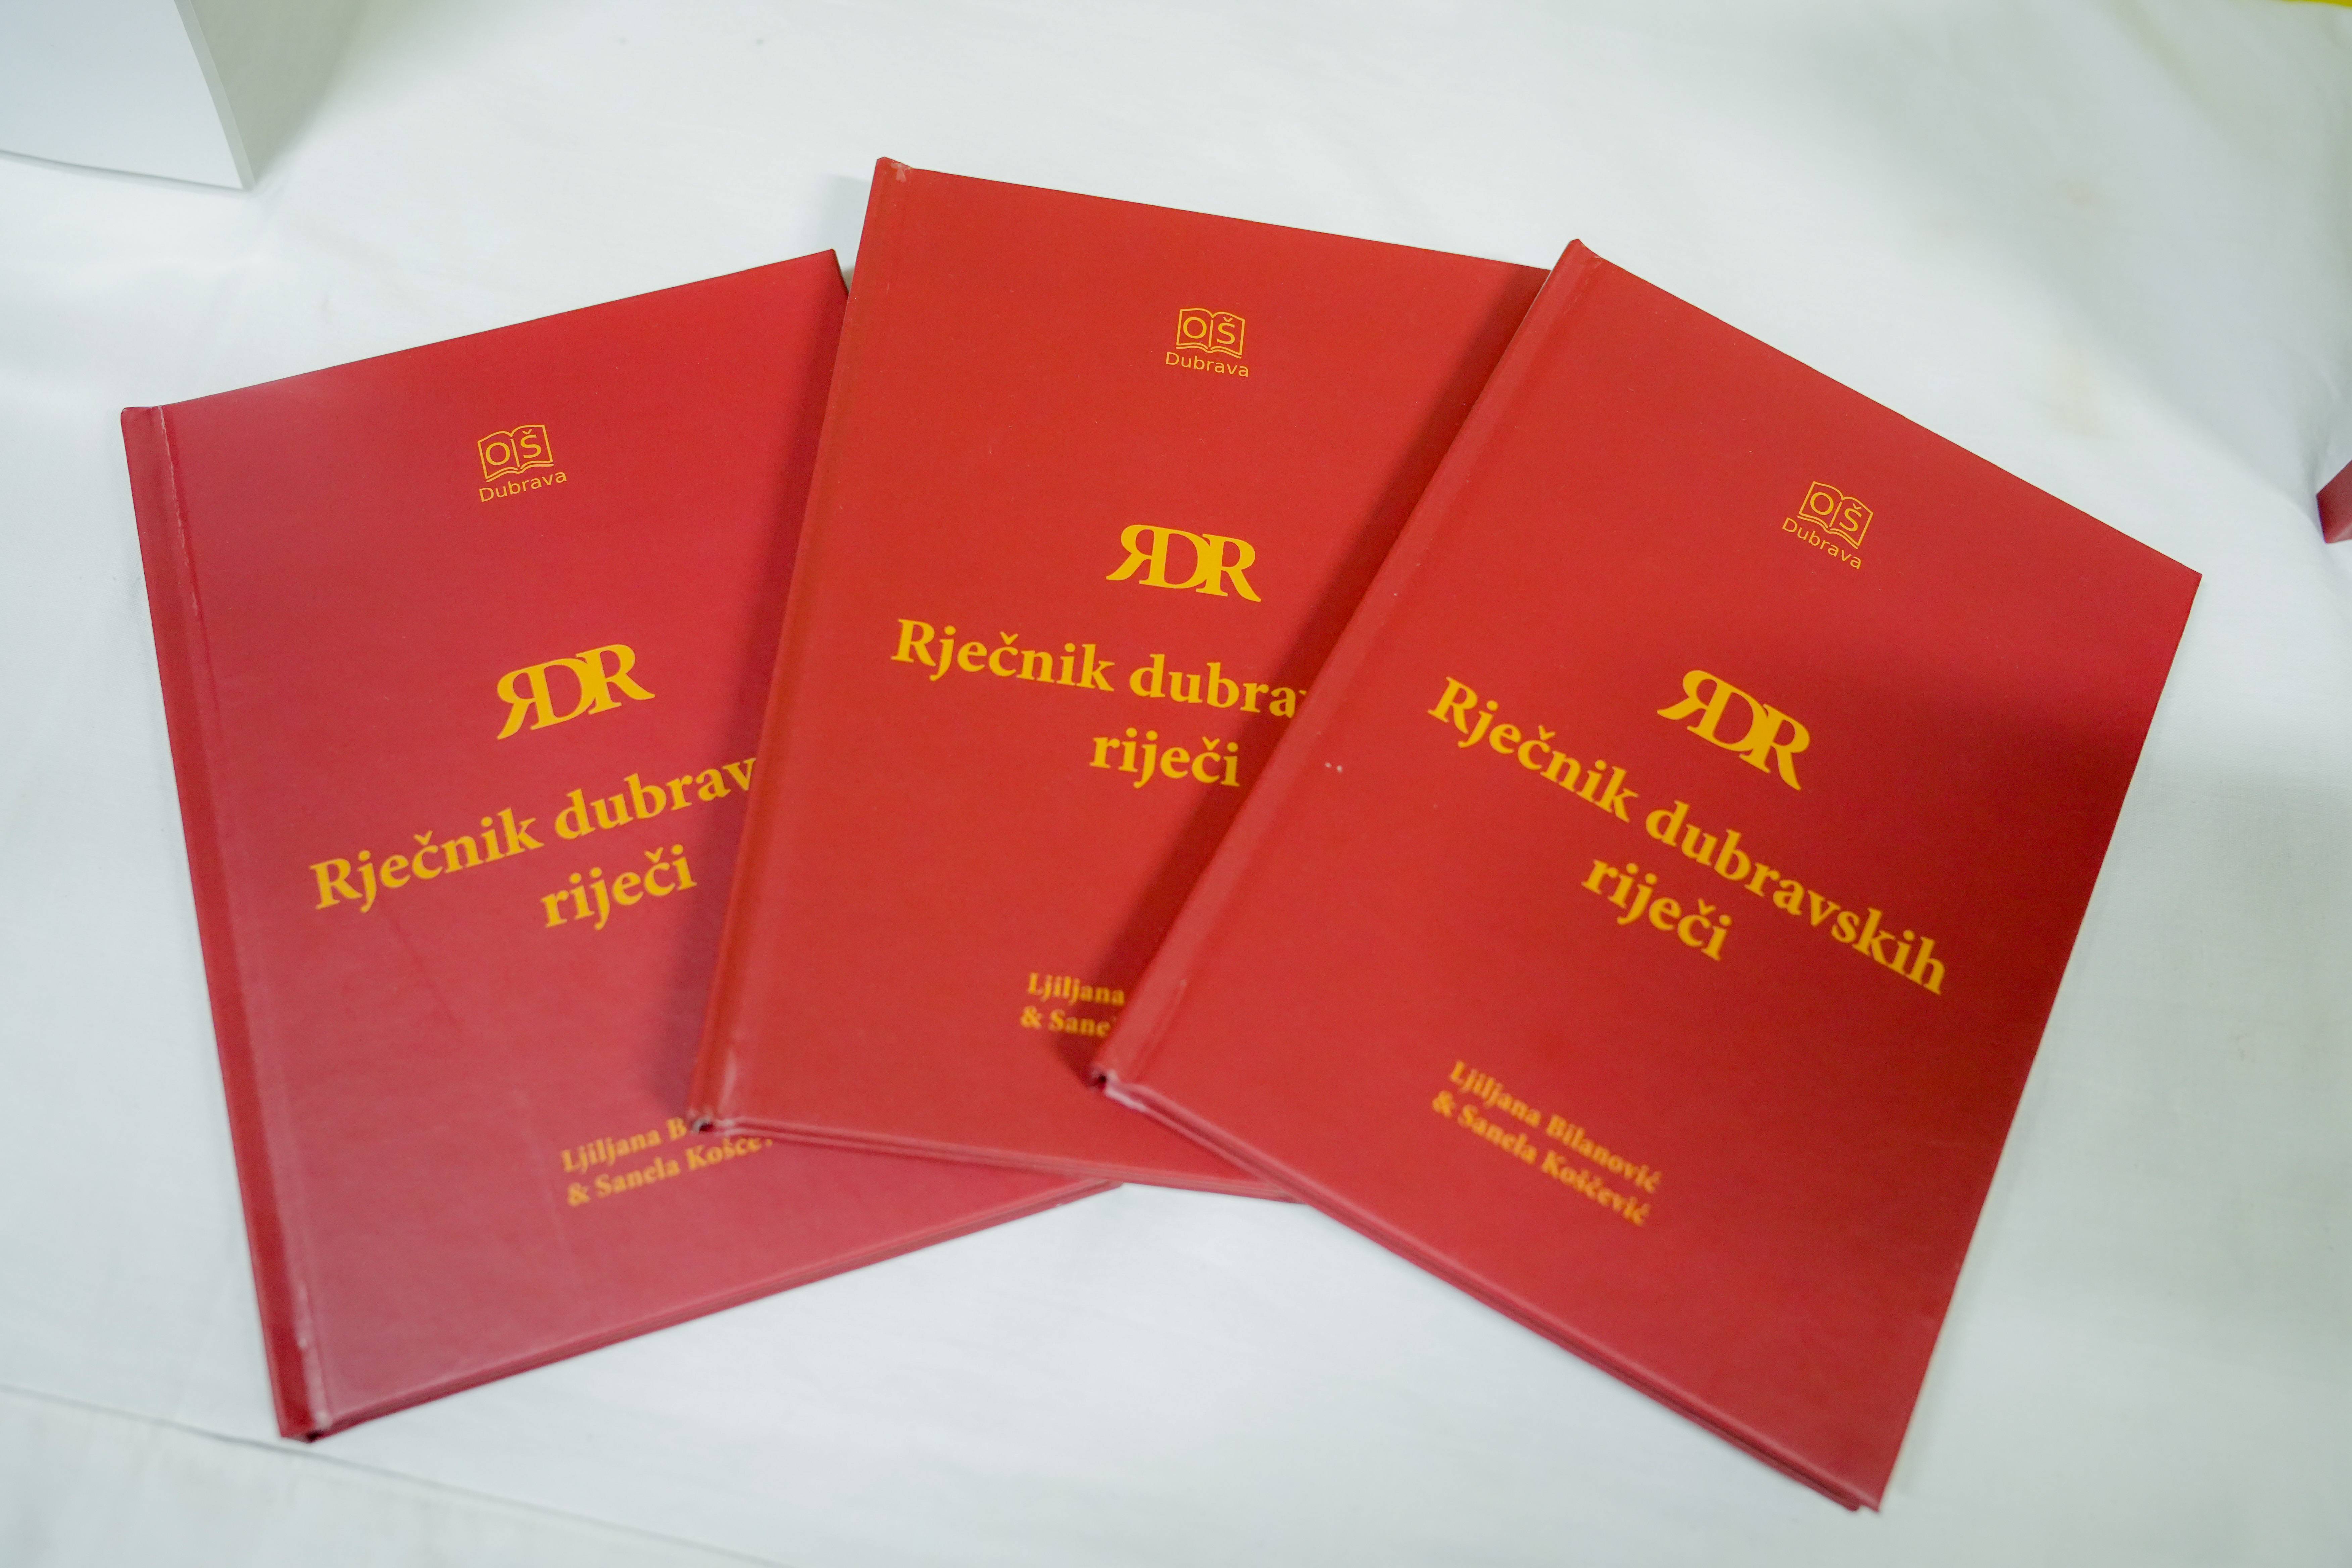 OŠ
Dubrava
RDR
Rječnik dubrav
riječi
Ljiljana B
& Sanela Košče
OŠ
Dubrava
RDR
Rječnik dubra
riječi
Ljiljana
& Sane
OŠ
Dubrava
RDR
Rječnik dubravskih
riječi
Ljiljana Bilanović
& Sanela Koščević